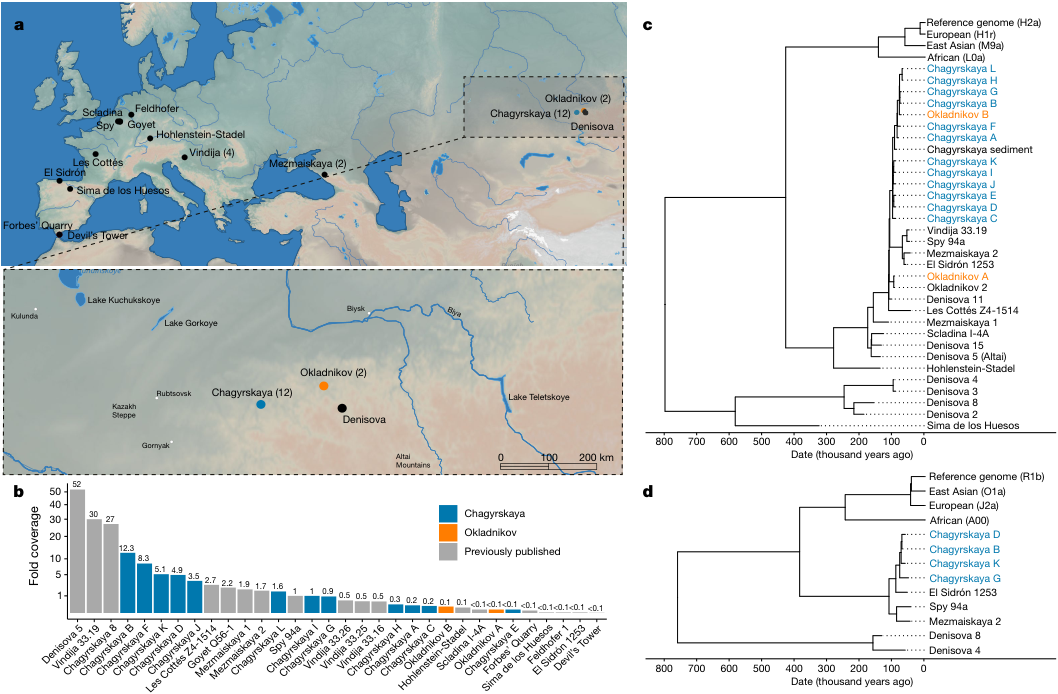 a
Feldhofer
Scladina
Spy
Goyet
Hohlenstein-Stadel
Vindija (4)
Les Cottés
El Sidrón
Sima de los Huesos
Forbes' Quarry
Devil's Tower
Mezmaiskaya (2)
Okladnikov (2)
Chagyrskaya (12)
Denisova
Lake Kuchukskoye
Kulunda
Lake Gorkoye
Biysk
Biya
Okladnikov (2)
Chagyrskaya (12)
Denisova
Rubtsovsk
Kazakh
Steppe
Gornyak
Lake Teletskoye
Altai
Mountains
0 100 200 km
b
Fold coverage
50
40
30
20
10
5
1
52
30
27
12.3
8.3
5.1
4.9
3.5
2.7
2.2
1.9
1.7
1.6
1
1
0.9
0.5
0.5
0.5
0.3
0.2
0.2
0.1
0.1
<0.1
<0.1
<0.1
<0.1
<0.1
<0.1
<0.1
<0.1
Chagyrskaya
Okladnikov
Previously published
Denisova 5
Vindija 33.19
Chagyrskaya 8
Chagyrskaya B
Chagyrskaya F
Chagyrskaya K
Chagyrskaya D
Chagyrskaya J
Les Cottés Z4-1514
Goyet Q56-1
Mezmaiskaya 1
Mezmaiskaya 2
Chagyrskaya L
Spy 94a
Chagyrskaya I
Chagyrskaya G
Vindija 33.26
Vindija 33.25
Vindija 33.16
Chagyrskaya H
Chagyrskaya A
Chagyrskaya C
Okladnikov B
Hohlenstein-Stadel
Scladina I-4A
Okladnikov A
Chagyrskaya E
Forbes' Quarry
Sima de los Huesos
Feldhofer 1
El Sidrón 1253
Devil's Tower
c
Reference genome (H2a)
European (H1r)
East Asian (M9a)
African (L0a)
Chagyrskaya L
Chagyrskaya H
Chagyrskaya G
Chagyrskaya B
Okladnikov B
Chagyrskaya F
Chagyrskaya A
Chagyrskaya sediment
Chagyrskaya K
Chagyrskaya I
Chagyrskaya J
Chagyrskaya E
Chagyrskaya D
Chagyrskaya C
Vindija 33.19
Spy 94a
Mezmaiskaya 2
El Sidrón 1253
Okladnikov A
Okladnikov 2
Denisova 11
Les Cottés Z4-1514
Mezmaiskaya 1
Scladina I-4A
Denisova 15
Denisova 5 (Altai)
Hohlenstein-Stadel
Denisova 4
Denisova 3
Denisova 8
Denisova 2
Sima de los Huesos
800 700 600 500 400 300 200 100 0
Date (thousand years ago)
d
Reference genome (R1b)
East Asian (O1a)
European (J2a)
African (A00)
Chagyrskaya D
Chagyrskaya B
Chagyrskaya K
Chagyrskaya G
El Sidrón 1253
Spy 94a
Mezmaiskaya 2
Denisova 8
Denisova 4
800 700 600 500 400 300 200 100 0
Date (thousand years ago)